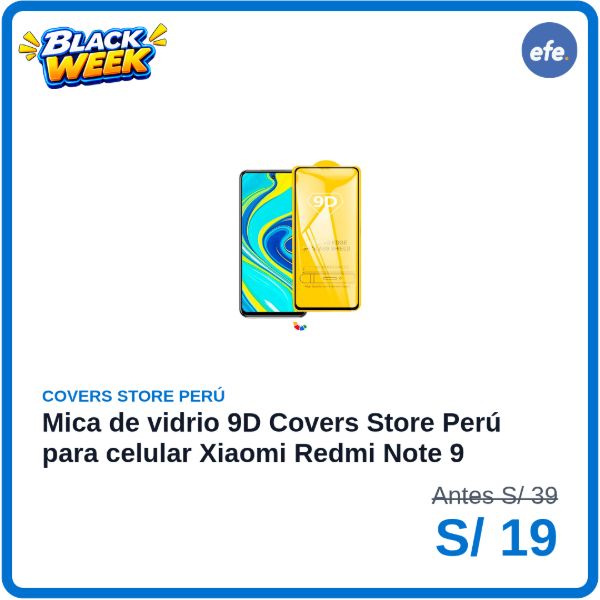 BLACK
WEEK
efe.
9D
COVERS STORE PERÚ
Mica de vidrio 9D Covers Store Perú
para celular Xiaomi Redmi Note 9
Antes S/ 39
S/ 19